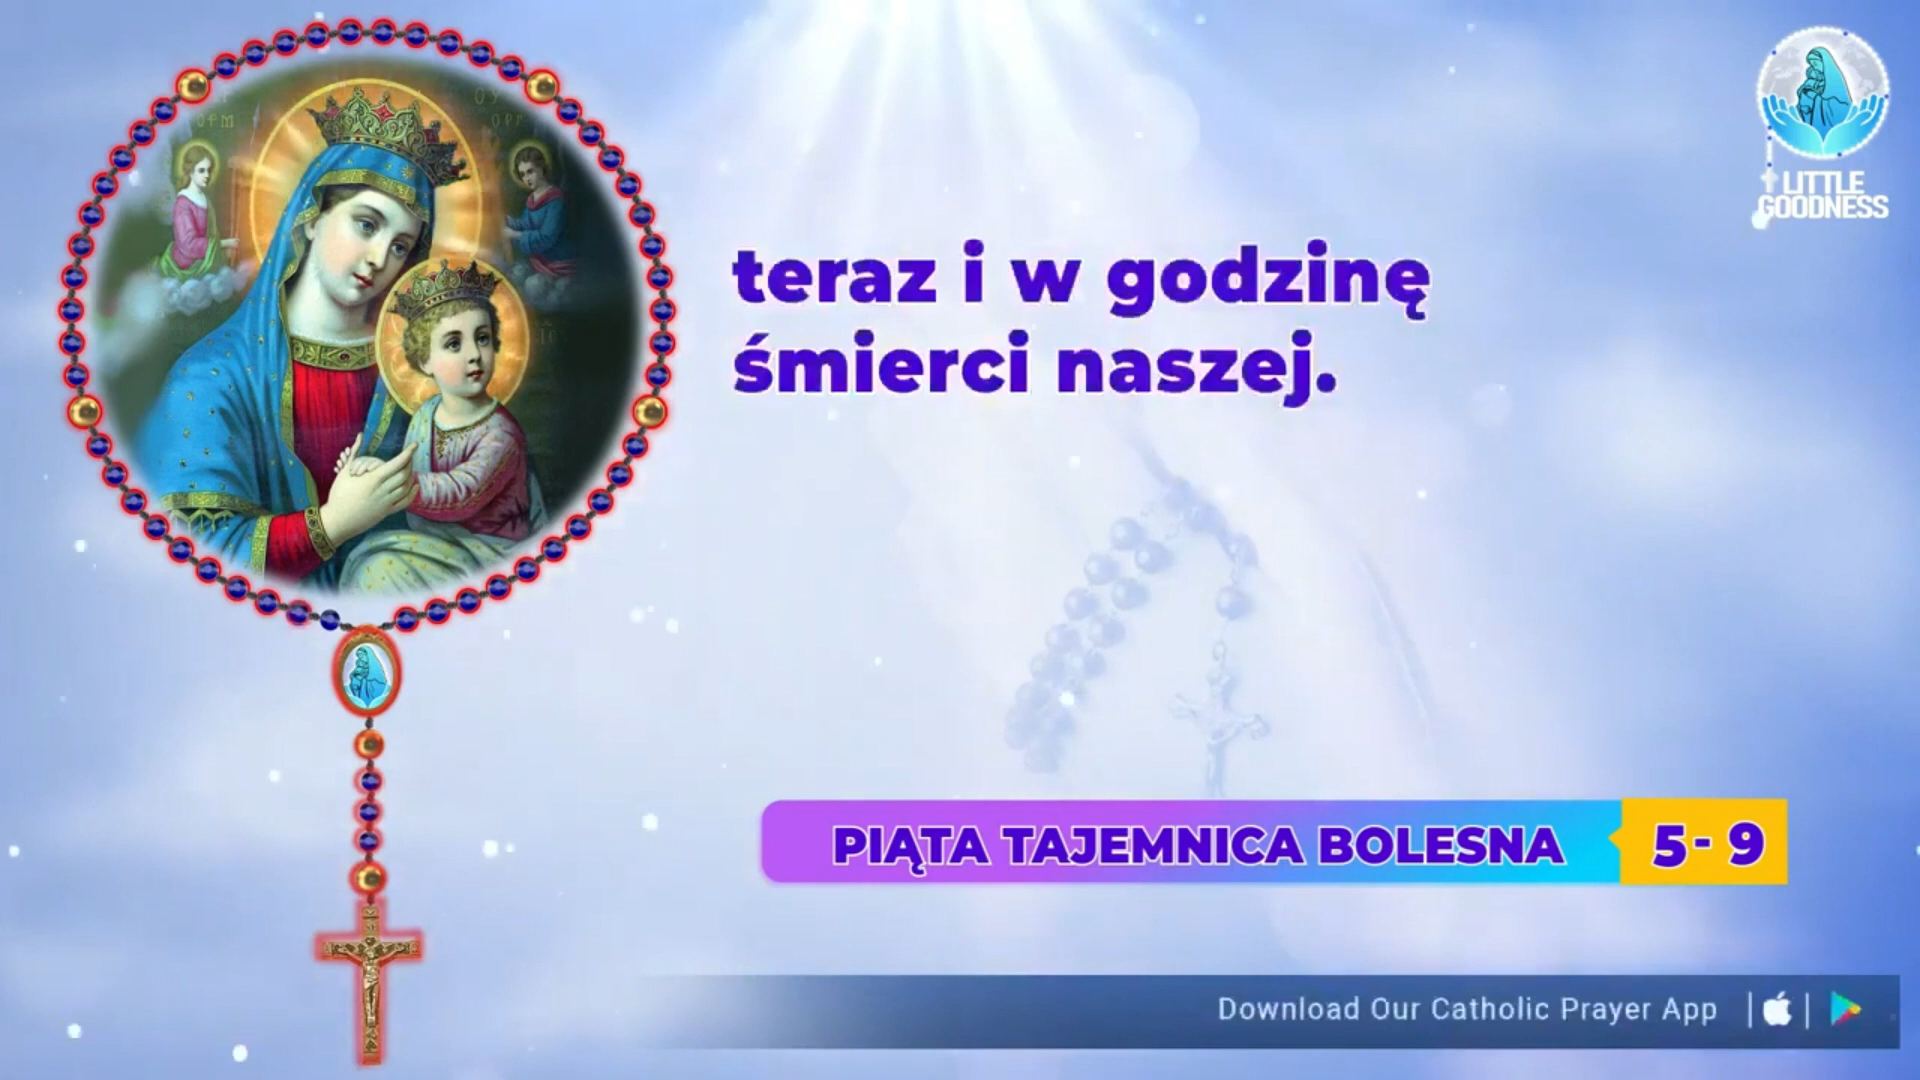 LITTLE
GOODNESS
teraz i w godzinę
śmierci naszej.
PIĄTA TAJEMNICA BOLESNA
5- 9
Download Our Catholic Prayer App